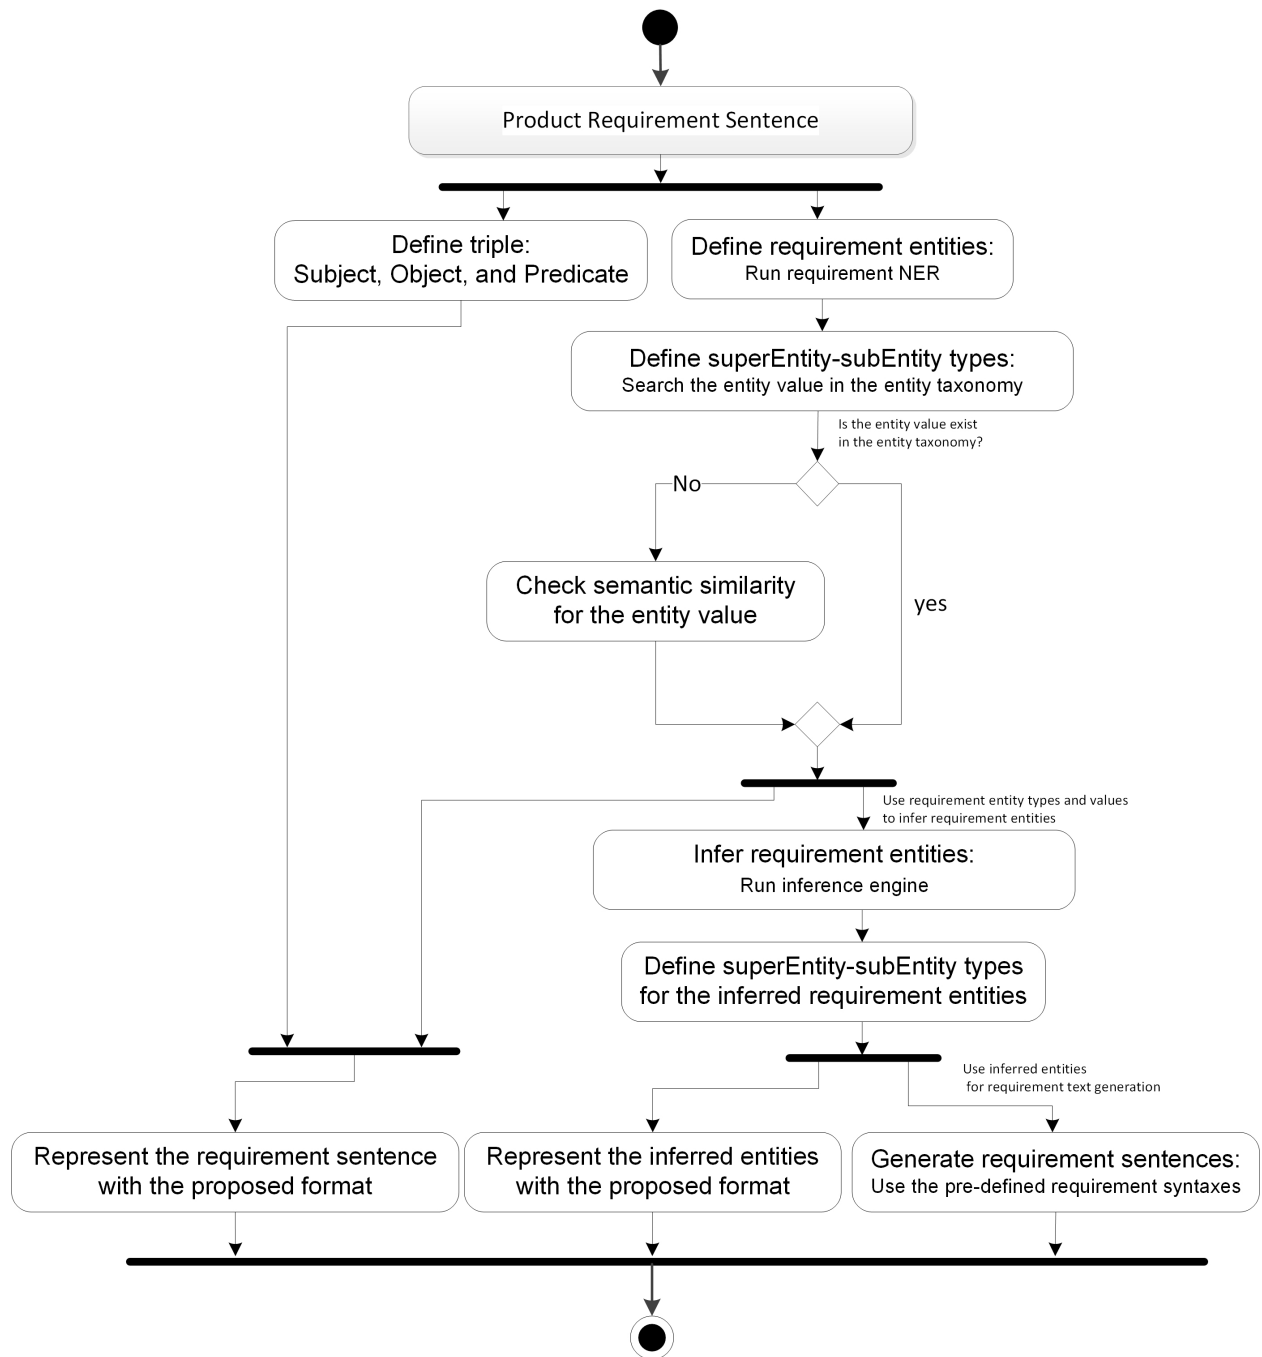 Product Requirement Sentence
Define triple:
Subject, Object, and Predicate
Define requirement entities:
Run requirement NER
Define superEntity-subEntity types:
Search the entity value in the entity taxonomy
Is the entity value exist
in the entity taxonomy?
No
Check semantic similarity
for the entity value
yes
Use requirement entity types and values
to infer requirement entities
Infer requirement entities:
Run inference engine
Define superEntity-subEntity types
for the inferred requirement entities
Use inferred entities
for requirement text generation
Represent the requirement sentence
with the proposed format
Represent the inferred entities
with the proposed format
Generate requirement sentences:
Use the pre-defined requirement syntaxes